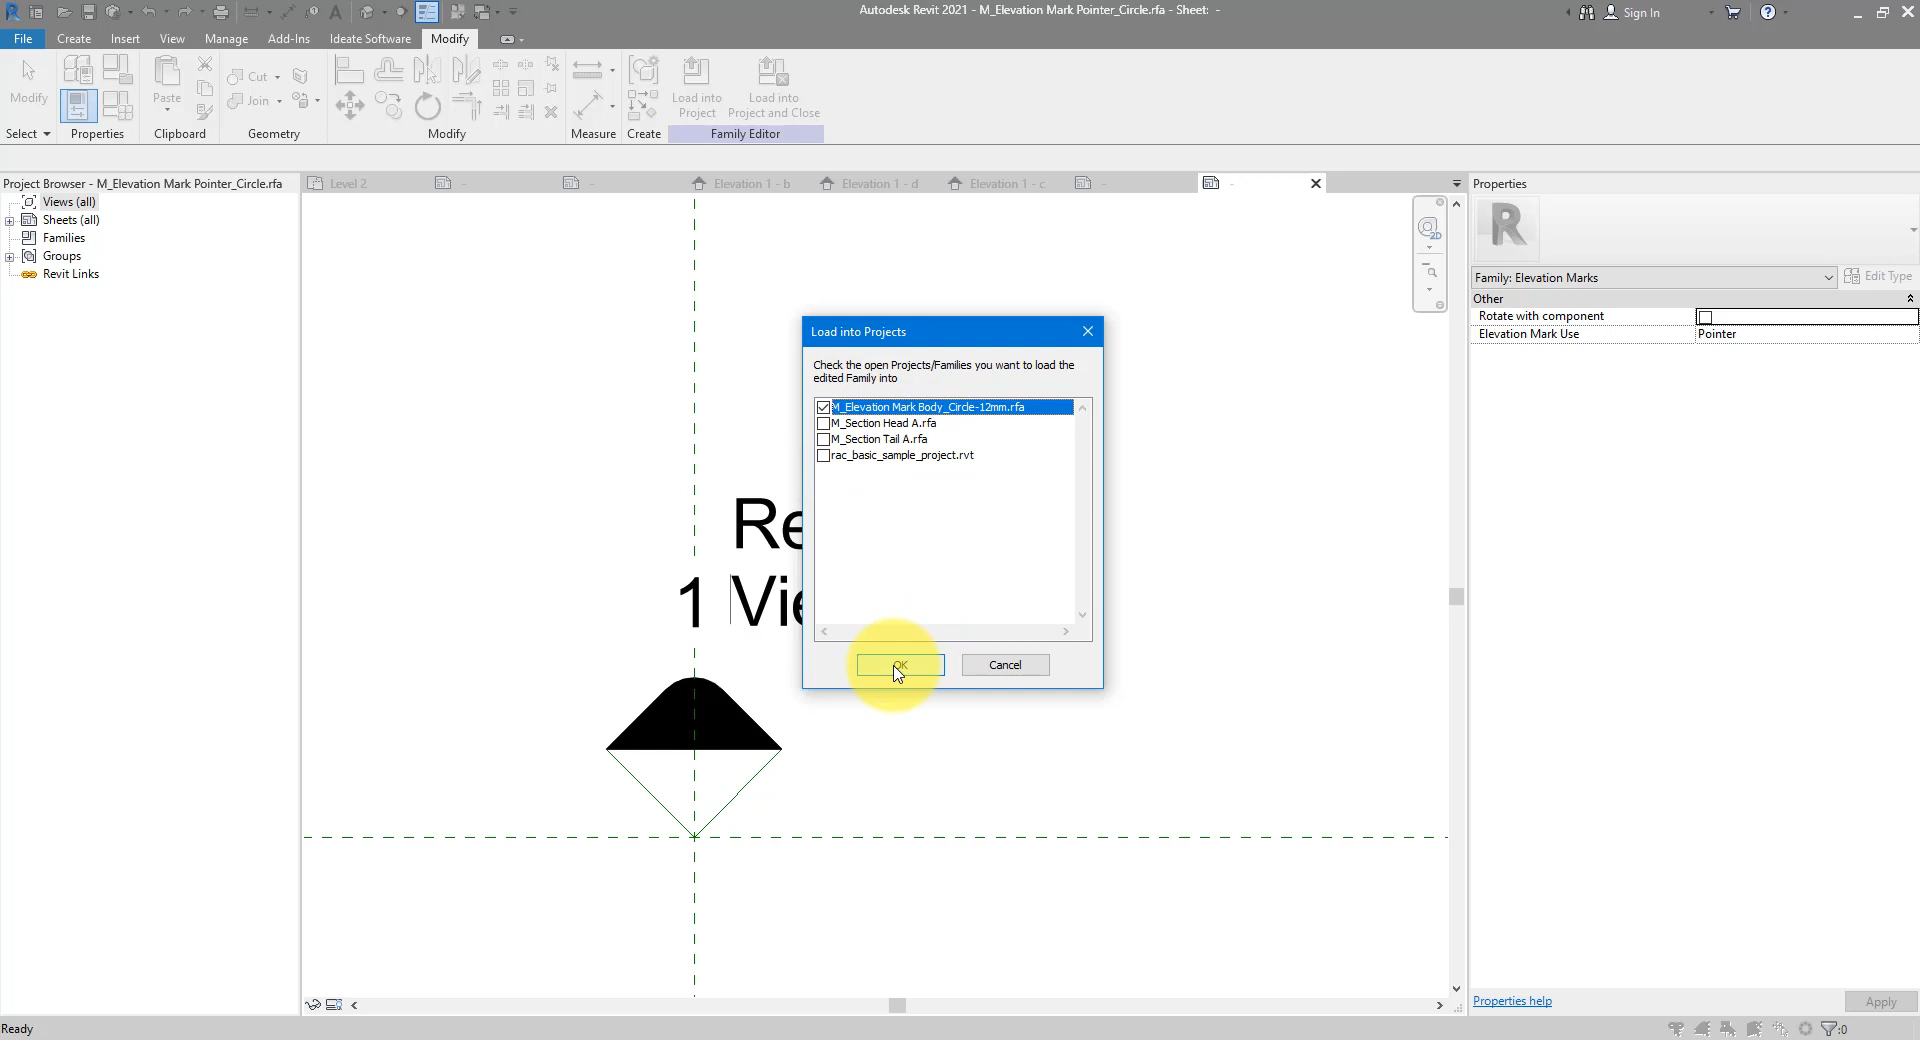 Autodesk Revit 2021 - M_Elevation Mark Pointer_Circle.rfa - Sheet: -
Sign In
File Create Insert View Manage Add-Ins Ideate Software Modify
Modify
Paste
Cut
Join
Load into Project
Load into Project and Close
Select Properties Clipboard Geometry Modify Measure Create Family Editor
Project Browser - M_Elevation Mark Pointer_Circle.rfa
Views (all)
Sheets (all)
Families
Groups
Revit Links
Level 2 - - Elevation 1 - b Elevation 1 - d Elevation 1 - c - -
2D
Properties
R
Family: Elevation Marks
Edit Type
Other
Rotate with component
Elevation Mark Use Pointer
Load into Projects
Check the open Projects/Families you want to load the
edited Family into
M_Elevation Mark Body_Circle-12mm.rfa
M_Section Head A.rfa
M_Section Tail A.rfa
rac_basic_sample_project.rvt
OK Cancel
1
Properties help
Apply
Ready
:0